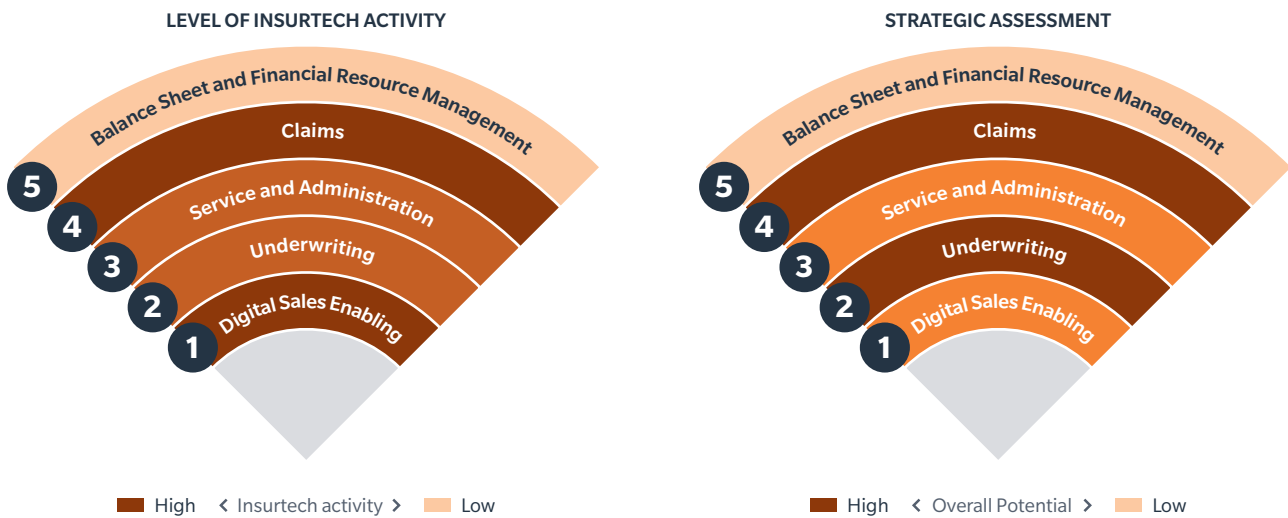 LEVEL OF INSURTECH ACTIVITY
Balance Sheet and Financial Resource Management
Claims
Service and Administration
Underwriting
Digital Sales Enabling
5
4
3
2
1
High < Insurtech activity > Low
STRATEGIC ASSESSMENT
Balance Sheet and Financial Resource Management
Claims
Service and Administration
Underwriting
Digital Sales Enabling
5
4
3
2
1
High < Overall Potential > Low